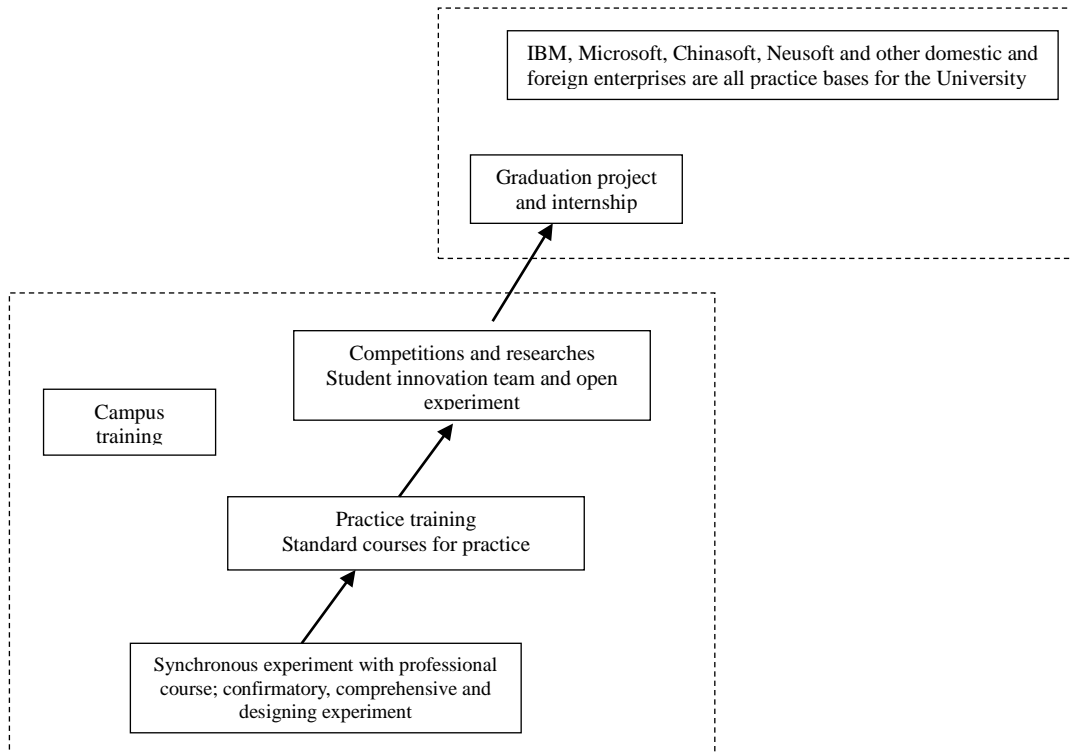 IBM, Microsoft, Chinasoft, Neusoft and other domestic and
foreign enterprises are all practice bases for the University
Graduation project
and internship
Competitions and researches
Student innovation team and open
experiment
Campus
training
Practice training
Standard courses for practice
Synchronous experiment with professional
course; confirmatory, comprehensive and
designing experiment